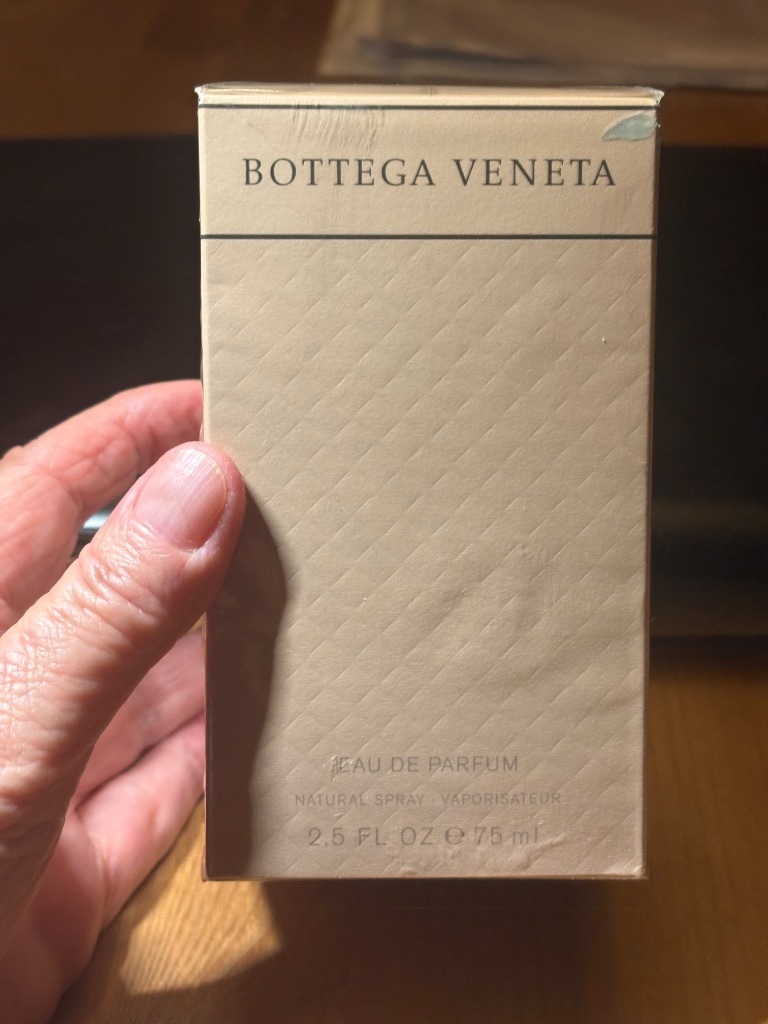 BOTTEGA VENETA
EAU DE PARFUM
NATURAL SPRAY · VAPORISATEUR
2.5 FL OZ ℮ 75 ml